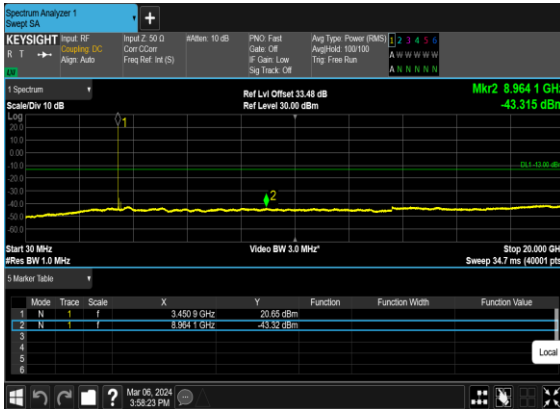 Spectrum Analyzer 1
Swept SA
+
KEYSIGHT Input: RF Input Z: 50 Ω #Atten: 10 dB PNO: Fast Avg Type: Power (RMS) 1 2 3 4 5 6
R T Coupling: DC Corr CCorr Gate: Off Avg|Hold: 100/100 A W W W W W
Align: Auto Freq Ref: Int (S) IF Gain: Low Trig: Free Run
Sig Track: Off A N N N N N
1 Spectrum Ref Lvl Offset 33.48 dB Mkr2 8.964 1 GHz
Scale/Div 10 dB Ref Level 30.00 dBm -43.315 dBm
Log
20.0
10.0
0.00
-10.0
-20.0
-30.0
-40.0
-50.0
-60.0
1
2
DL1 -13.00 dBm
Start 30 MHz Video BW 3.0 MHz* Stop 20.000 GHz
#Res BW 1.0 MHz Sweep 34.7 ms (40001 pts)
5 Marker Table
Mode Trace Scale X Y Function Function Width Function Value
1 N 1 f 3.450 9 GHz 20.65 dBm
2 N 1 f 8.964 1 GHz -43.32 dBm
3
4
5
6
Local
? Mar 06, 2024
3:58:23 PM